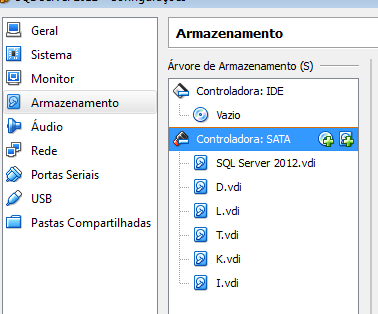 Geral
Sistema
Monitor
Armazenamento
Áudio
Rede
Portas Seriais
USB
Pastas Compartilhadas
Armazenamento
Árvore de Armazenamento (S)
Controladora: IDE
Vazio
Controladora: SATA
SQL Server 2012.vdi
D.vdi
L.vdi
T.vdi
K.vdi
I.vdi